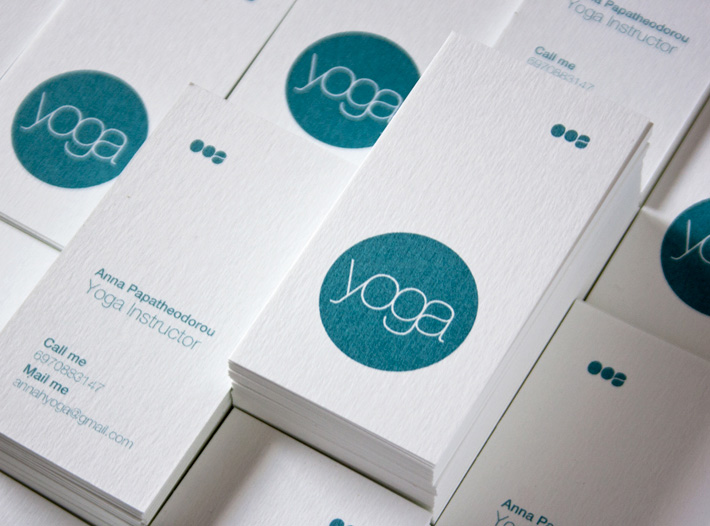 yoga
yoga
Anna Papatheodorou
Yoga Instructor
Call me
6970883147
yoga
Anna Papatheodorou
Yoga Instructor
Call me
6970883147
Mail me
annahyoga@gmail.com